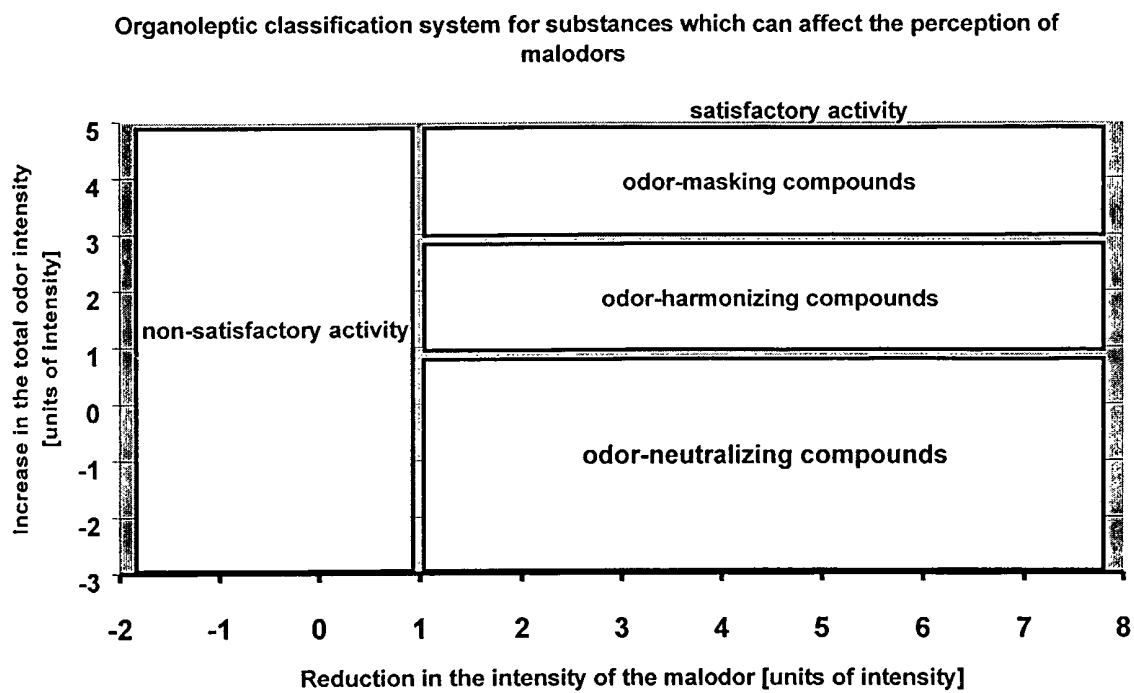 Organoleptic classification system for substances which can affect the perception of
malodors
satisfactory activity
5
4
3
2
1
0
-1
-2
-3
Increase in the total odor intensity
[units of intensity]
odor-masking compounds
odor-harmonizing compounds
non-satisfactory activity
odor-neutralizing compounds
-2 -1 0 1 2 3 4 5 6 7 8
Reduction in the intensity of the malodor [units of intensity]